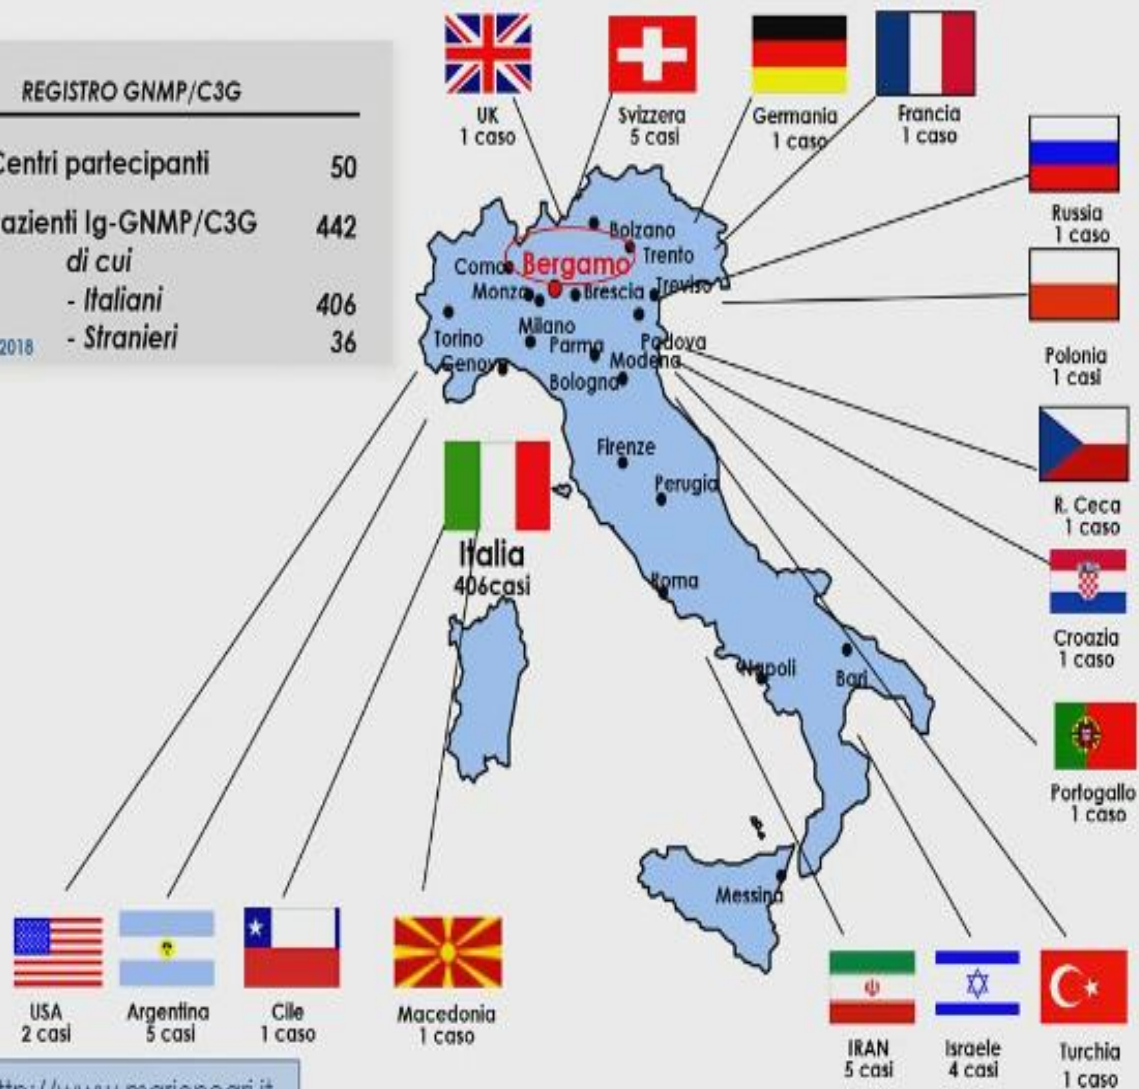 REGISTRO GNMP/C3G
Centri partecipanti 50
azienti Ig-GNMP/C3G 442
di cui
- Italiani 406
2018 - Stranieri 36
UK
1 caso
Svizzera
5 casi
Germania
1 caso
Francia
1 caso
Russia
1 caso
Polonia
1 casi
R. Ceca
1 caso
Croazia
1 caso
Portogallo
1 caso
Bolzano
Trento
Como
Bergamo
Monza
Brescia
Treviso
Milano
Torino
Parma
Padova
Genova
Modena
Bologna
Firenze
Perugia
Italia
406casi
Roma
Napoli
Bari
Messina
USA
2 casi
Argentina
5 casi
Cile
1 caso
Macedonia
1 caso
IRAN
5 casi
Israele
4 casi
Turchia
1 caso
ttp://www.marionegri.it